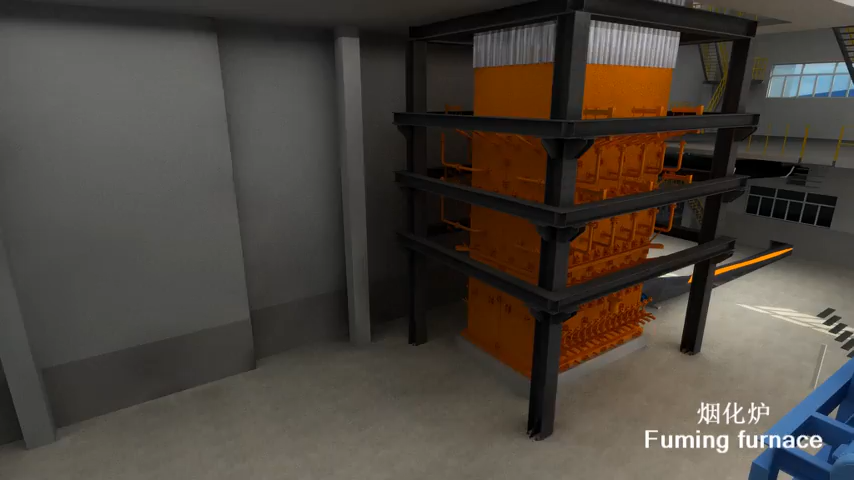 烟化炉
Fuming furnace